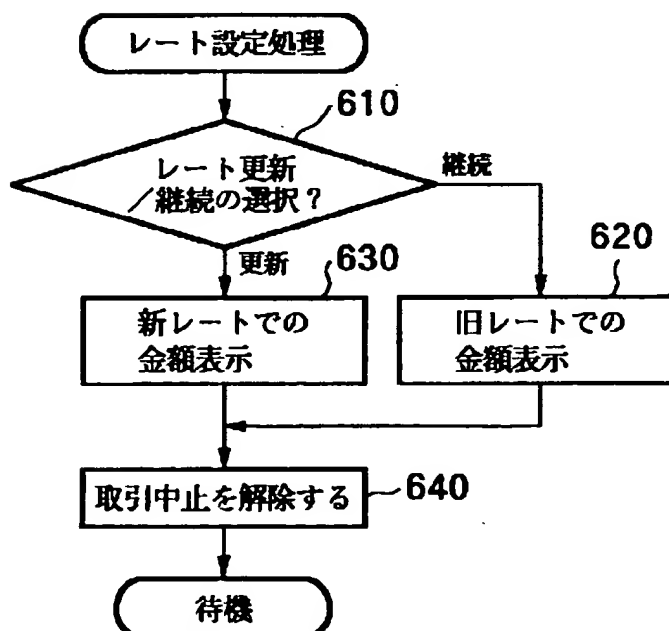 レート設定処理
610
レート更新
／継続の選択？
継続
更新
630
620
新レートでの
金額表示
旧レートでの
金額表示
取引中止を解除する
640
待機